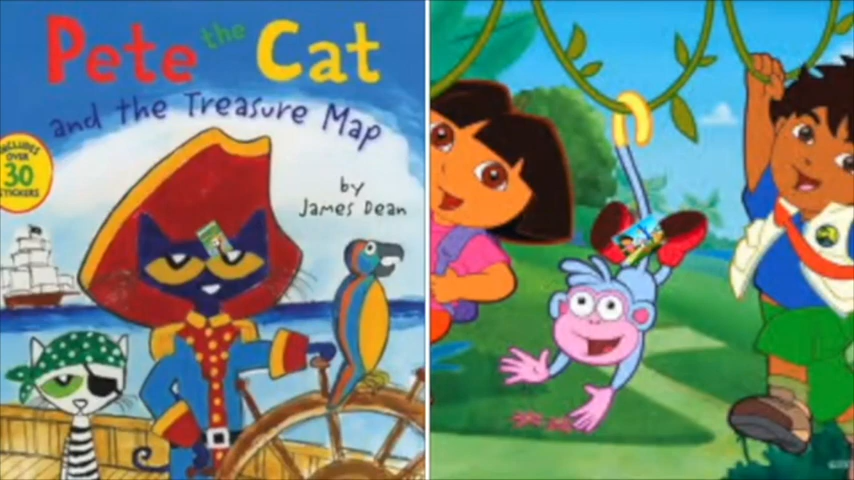 Pete the Cat
and the Treasure Map
INCLUDES
OVER
30
STICKERS
by
James Dean